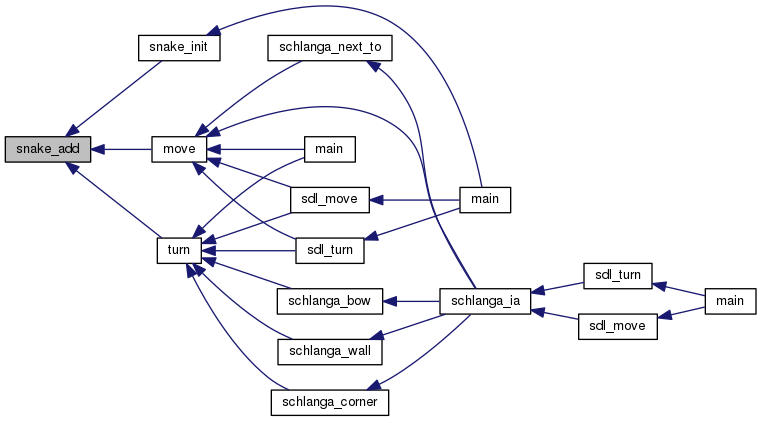 snake_init
schlanga_next_to
snake_add
move
main
sdl_move
main
turn
sdl_turn
sdl_turn
schlanga_bow
schlanga_ia
main
sdl_move
schlanga_wall
schlanga_corner